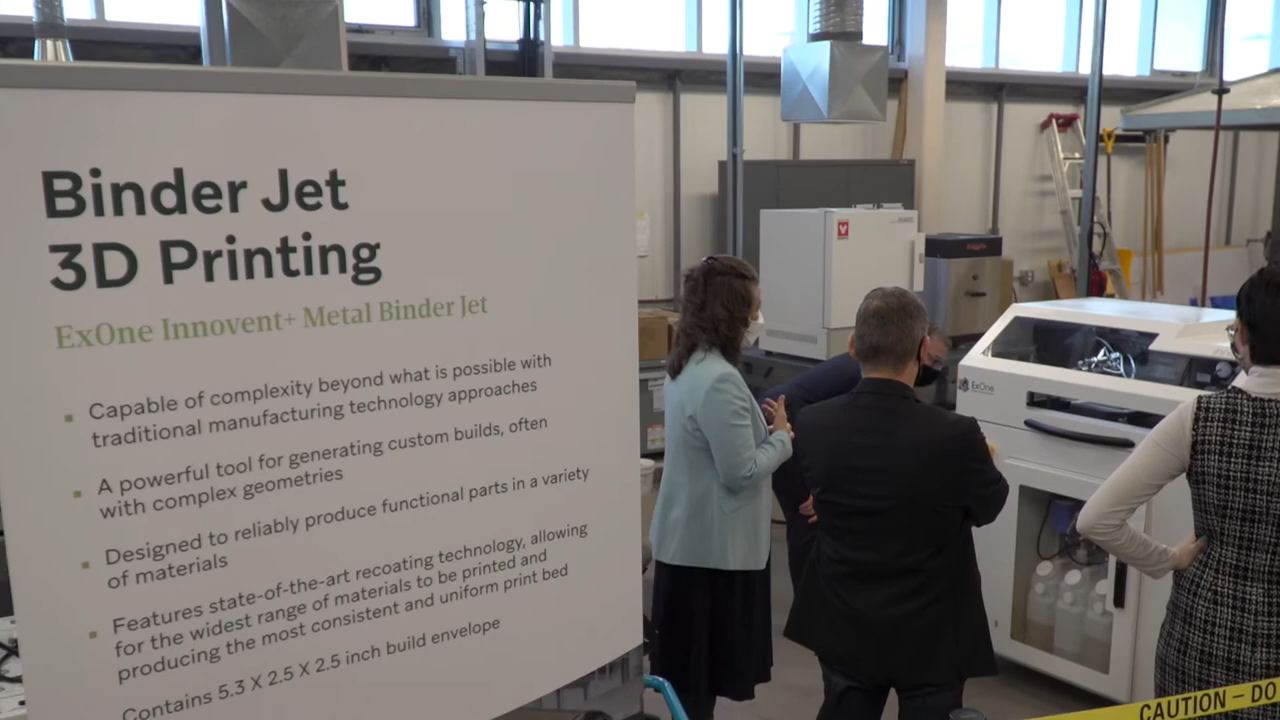 Binder Jet
3D Printing
ExOne Innovent+ Metal Binder Jet
Capable of complexity beyond what is possible with
traditional manufacturing technology approaches
A powerful tool for generating custom builds, often
with complex geometries
Designed to reliably produce functional parts in a variety
of materials
Features state-of-the-art recoating technology, allowing
for the widest range of materials to be printed and
producing the most consistent and uniform print bed
Contains 5.3 X 2.5 X 2.5 inch build envelope
ExOne
CAUTION – DO